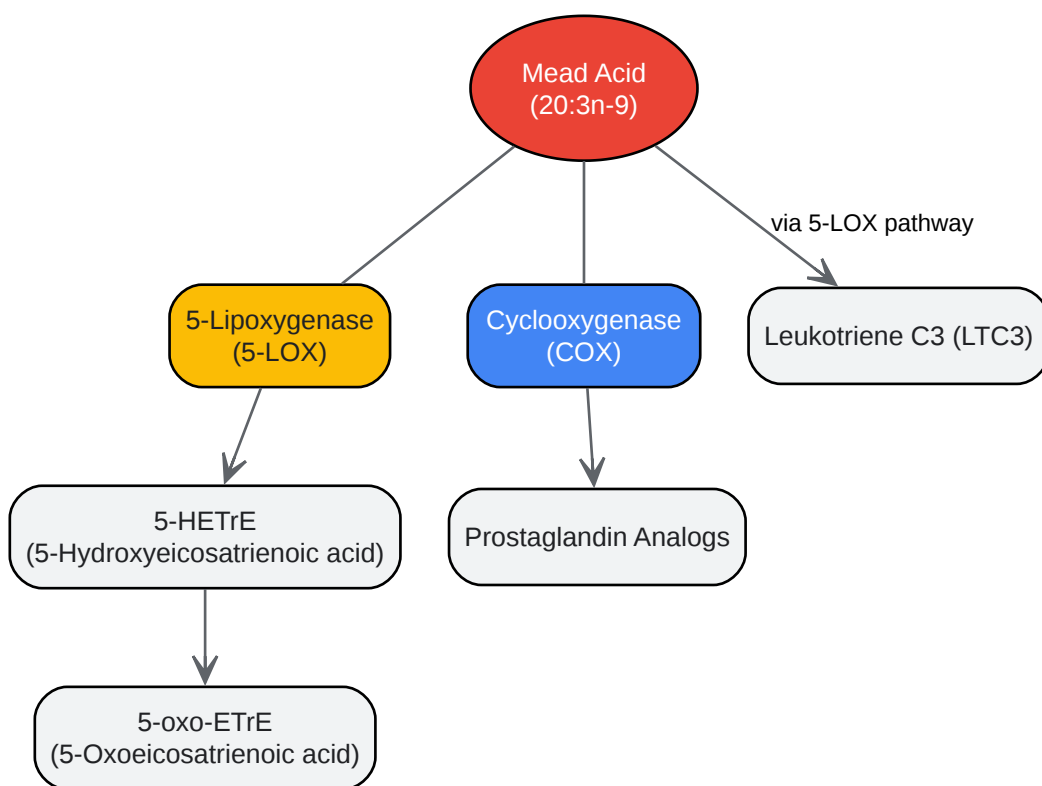 Mead Acid
(20:3n-9)
via 5-LOX pathway
5-Lipoxygenase
(5-LOX)
Cyclooxygenase
(COX)
Leukotriene C3 (LTC3)
5-HETrE
(5-Hydroxyeicosatrienoic acid)
Prostaglandin Analogs
5-oxo-ETrE
(5-Oxoeicosatrienoic acid)